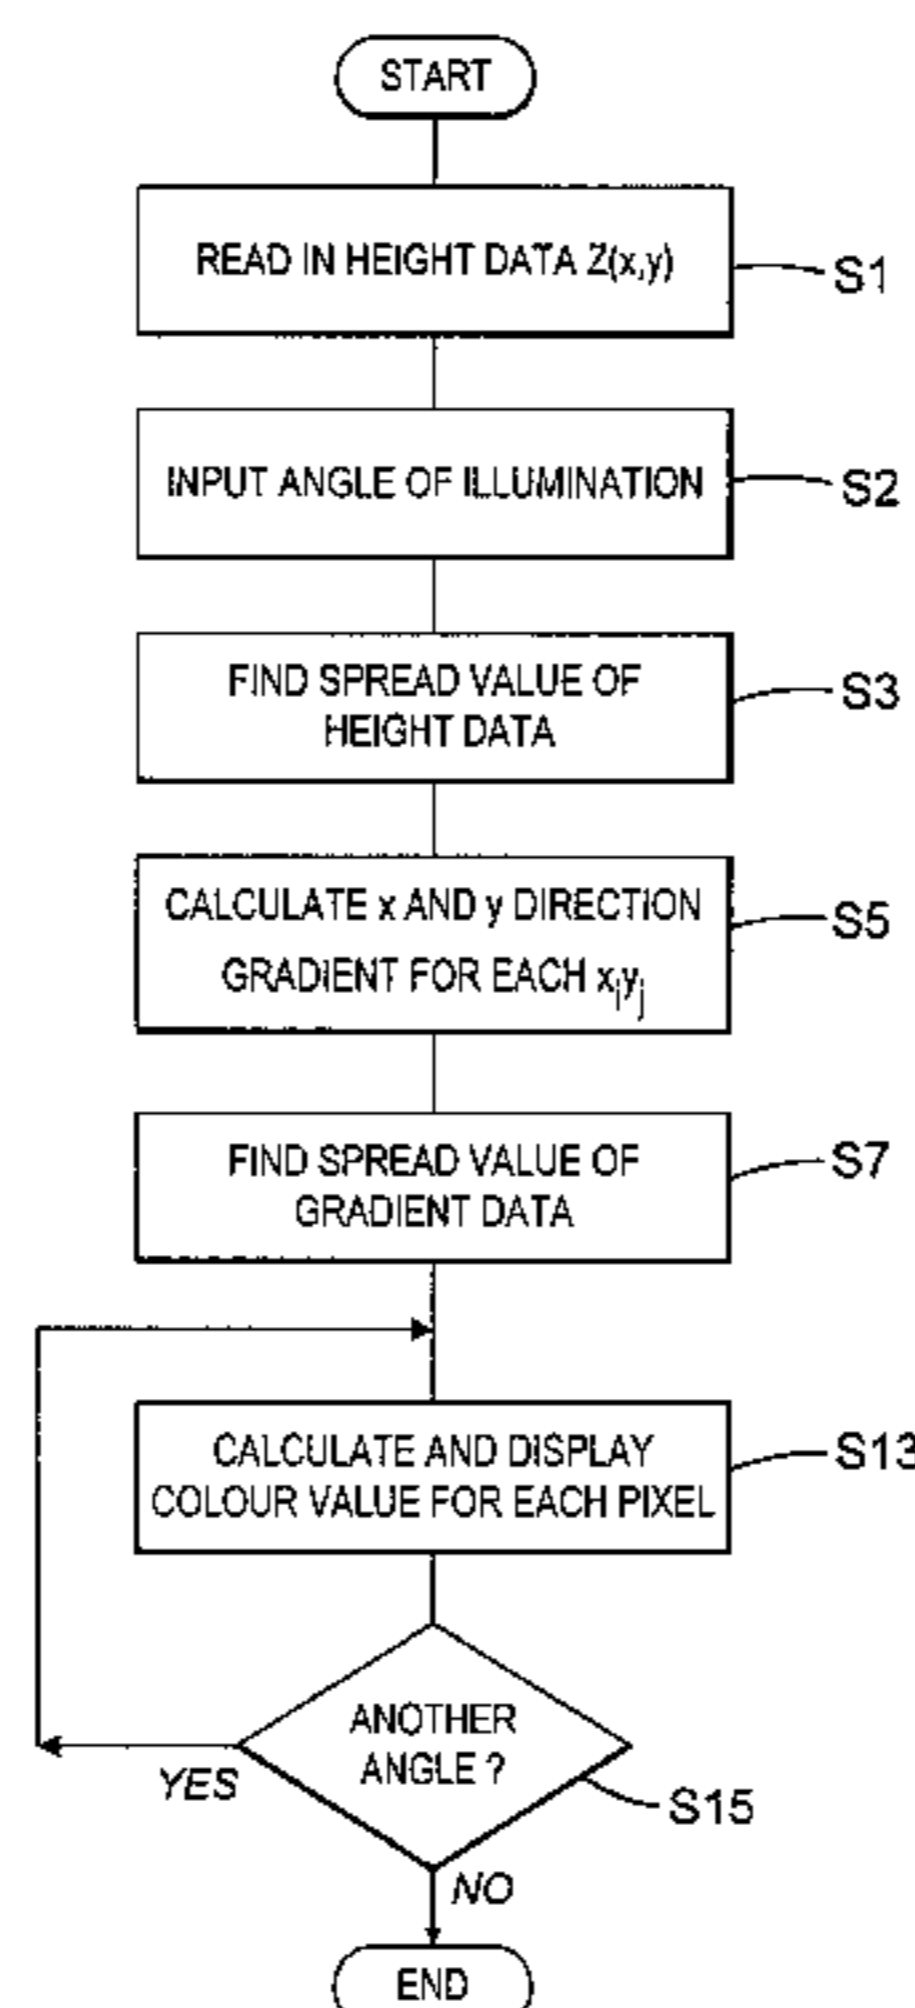 START
READ IN HEIGHT DATA Z(x,y)
S1
INPUT ANGLE OF ILLUMINATION
S2
FIND SPREAD VALUE OF
HEIGHT DATA
S3
CALCULATE x AND y DIRECTION
GRADIENT FOR EACH xᵢyⱼ
S5
FIND SPREAD VALUE OF
GRADIENT DATA
S7
CALCULATE AND DISPLAY
COLOUR VALUE FOR EACH PIXEL
S13
ANOTHER
ANGLE ?
YES
S15
NO
END